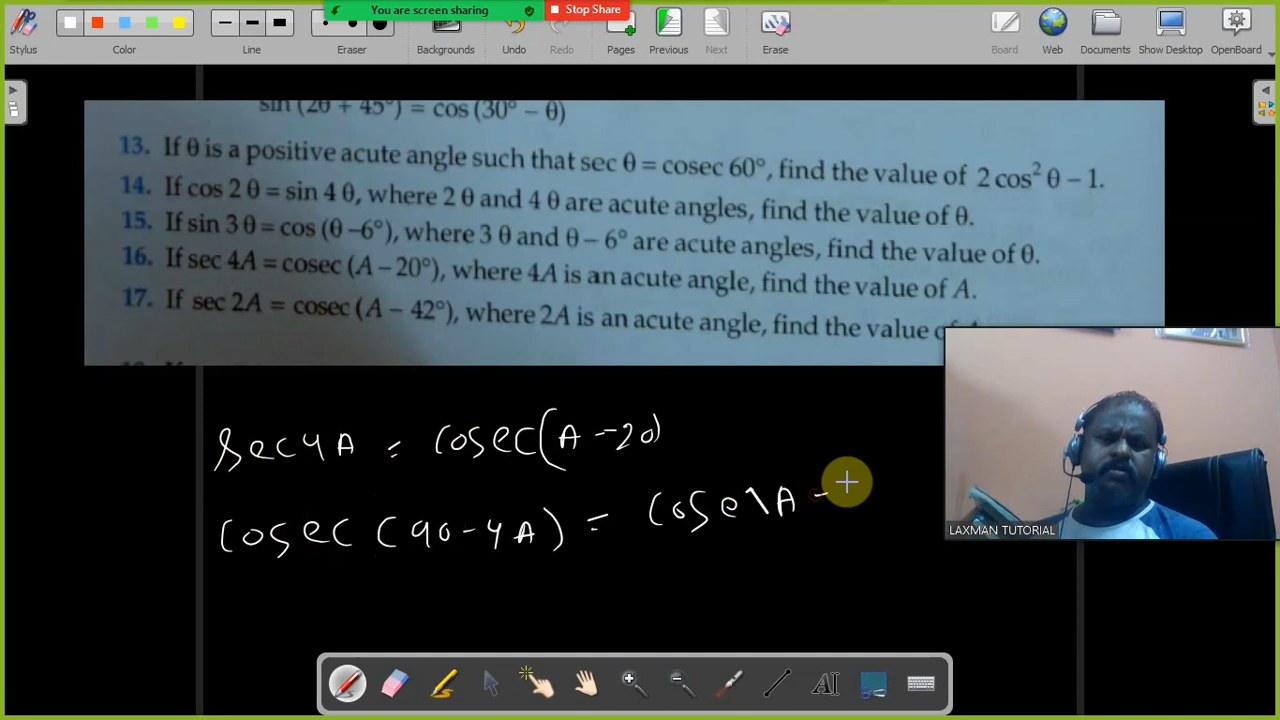 You are screen sharing Stop Share
Stylus Color Line Eraser Backgrounds Undo Redo Pages Previous Next Erase Board Web Documents Show Desktop OpenBoard
sin (2θ + 45°) = cos (30° – θ)
13. If θ is a positive acute angle such that sec θ = cosec 60°, find the value of 2 cos² θ – 1.
14. If cos 2 θ = sin 4 θ, where 2 θ and 4 θ are acute angles, find the value of θ.
15. If sin 3 θ = cos (θ –6°), where 3 θ and θ – 6° are acute angles, find the value of θ.
16. If sec 4A = cosec (A – 20°), where 4A is an acute angle, find the value of A.
17. If sec 2A = cosec (A – 42°), where 2A is an acute angle, find the value
sec4A = cosec(A-20)
cosec (90-4A) = cose A -
LAXMAN TUTORIAL
AI